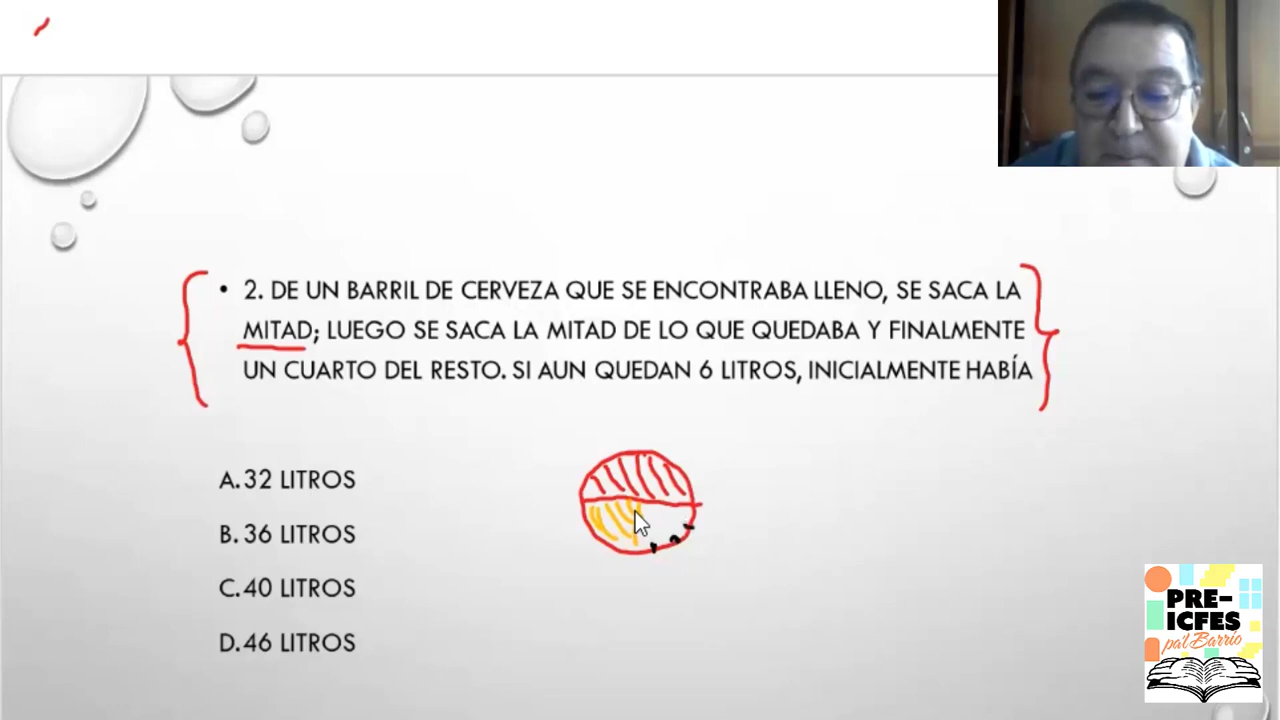 • 2. DE UN BARRIL DE CERVEZA QUE SE ENCONTRABA LLENO, SE SACA LA
MITAD; LUEGO SE SACA LA MITAD DE LO QUE QUEDABA Y FINALMENTE
UN CUARTO DEL RESTO. SI AUN QUEDAN 6 LITROS, INICIALMENTE HABÍA
A. 32 LITROS
B. 36 LITROS
C. 40 LITROS
D. 46 LITROS
PRE-
ICFES
pa'l Barrio